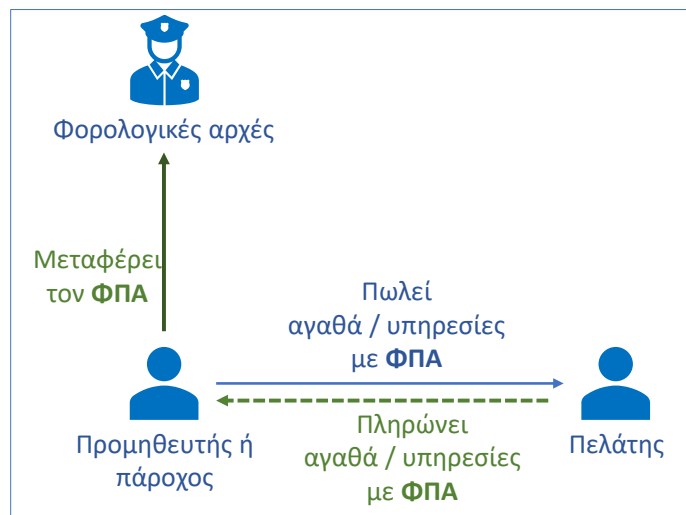 Φορολογικές αρχές
Μεταφέρει
τον ΦΠΑ
Πωλεί
αγαθά / υπηρεσίες
με ΦΠΑ
Πληρώνει
αγαθά / υπηρεσίες
με ΦΠΑ
Προμηθευτής ή
πάροχος
Πελάτης